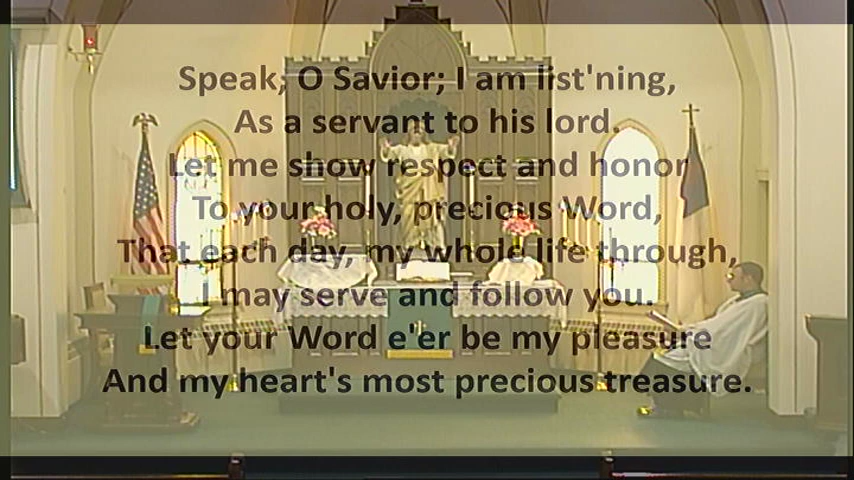 Speak, O Savior; I am list'ning,
As a servant to his lord.
Let me show respect and honor
To your holy, precious Word,
That each day, my whole life through,
I may serve and follow you.
Let your Word e'er be my pleasure
And my heart's most precious treasure.